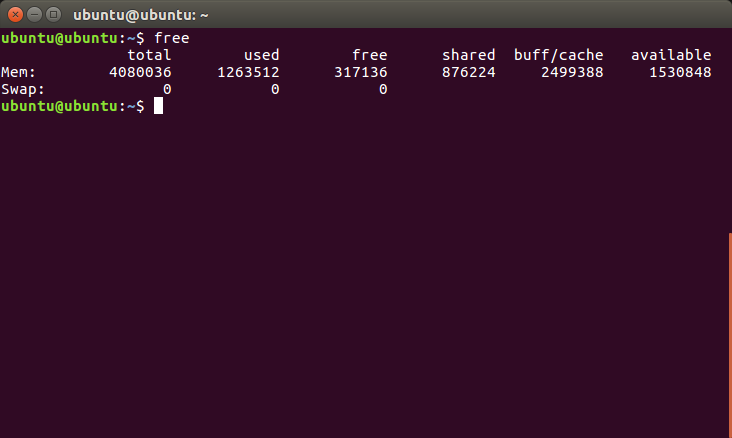 ubuntu@ubuntu: ~
ubuntu@ubuntu:~$ free
              total        used        free      shared  buff/cache   available
Mem:        4080036     1263512      317136      876224     2499388     1530848
Swap:             0           0           0
ubuntu@ubuntu:~$